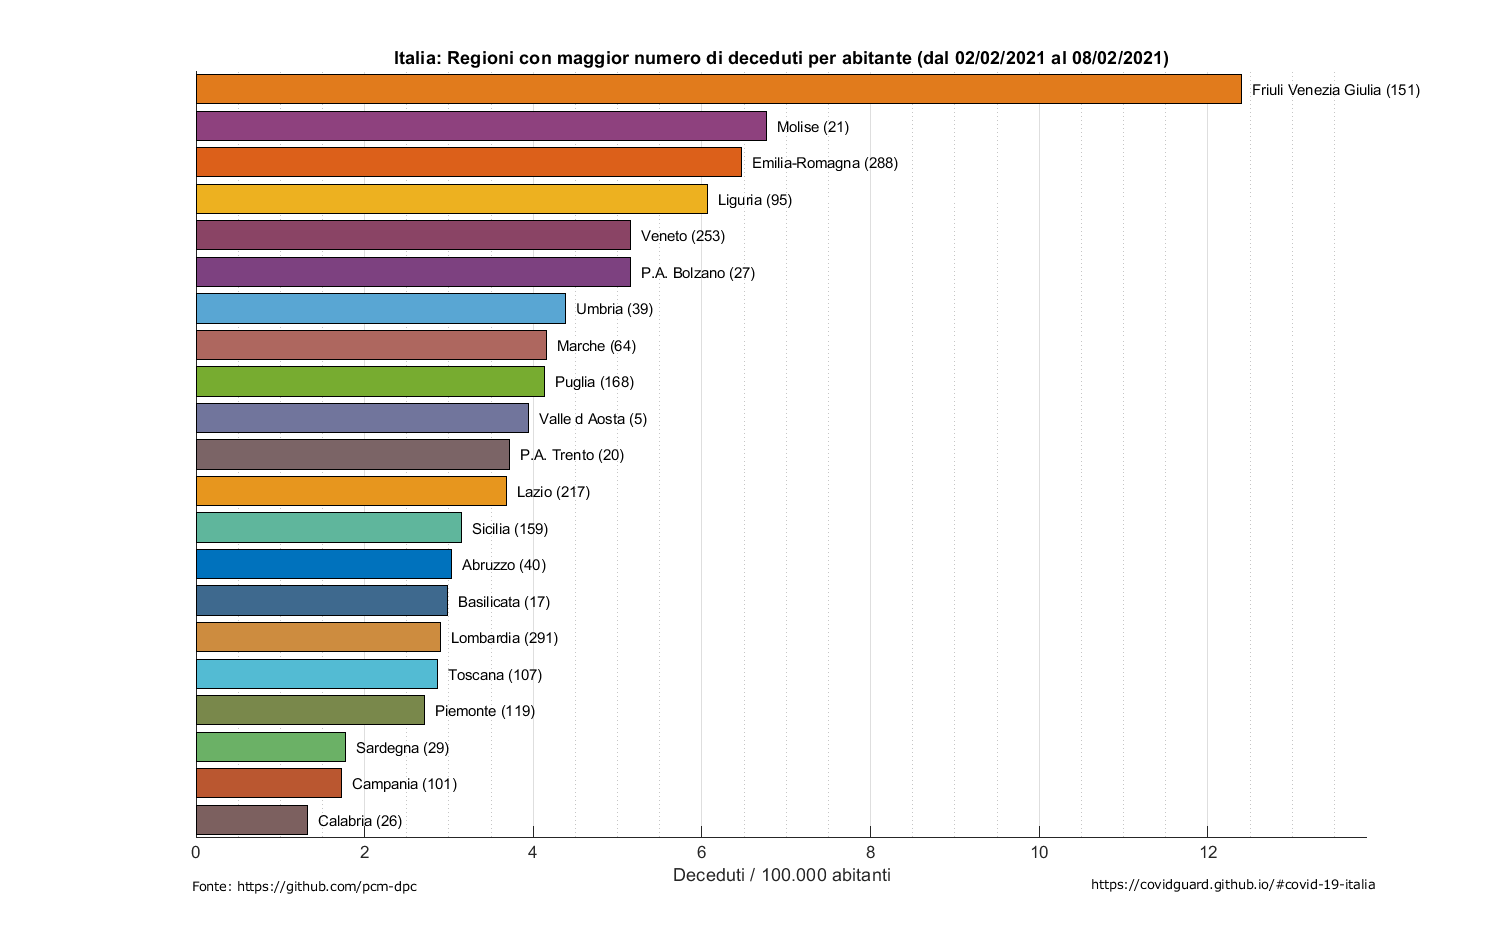 Italia: Regioni con maggior numero di deceduti per abitante (dal 02/02/2021 al 08/02/2021)
Friuli Venezia Giulia (151)
Molise (21)
Emilia-Romagna (288)
Liguria (95)
Veneto (253)
P.A. Bolzano (27)
Umbria (39)
Marche (64)
Puglia (168)
Valle d Aosta (5)
P.A. Trento (20)
Lazio (217)
Sicilia (159)
Abruzzo (40)
Basilicata (17)
Lombardia (291)
Toscana (107)
Piemonte (119)
Sardegna (29)
Campania (101)
Calabria (26)
0 2 4 6 8 10 12
Deceduti / 100.000 abitanti
Fonte: https://github.com/pcm-dpc
https://covidguard.github.io/#covid-19-italia